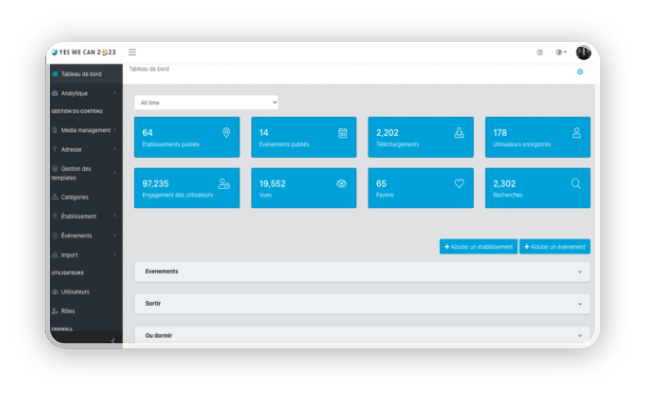 YES WE CAN 2023
Tableau de bord
Tableau de bord
Analytique
GESTION DU CONTENU
Media management
Adresse
Gestion des
templates
Catégories
Établissement
Événements
Import
UTILISATEURS
Utilisateurs
Rôles
FANWALL
All time
64
Établissements publiés
14
Évènements publiés
2,202
Téléchargements
178
Utilisateurs enregistrés
97,235
Engagement des utilisateurs
19,552
Vues
65
Favoris
2,302
Recherches
+ Ajouter un établissement
+ Ajouter un événement
Evenements
Sortir
Ou dormir